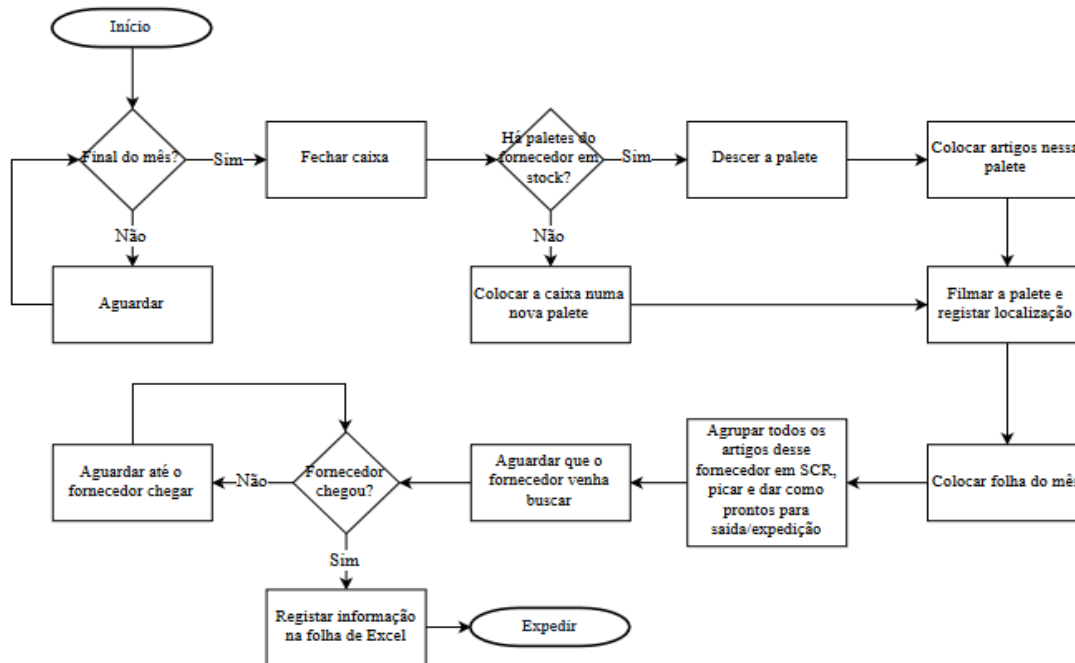 Início
Final do mês?
Sim
Fechar caixa
Há paletes do
fornecedor em
stock?
Sim
Descer a palete
Colocar artigos nessa
palete
Não
Aguardar
Não
Colocar a caixa numa
nova palete
Filmar a palete e
registar localização
Colocar folha do mês
Agrupar todos os
artigos desse
fornecedor em SCR,
picar e dar como
prontos para
saída/expedição
Aguardar que o
fornecedor venha
buscar
Fornecedor
chegou?
Não
Aguardar até o
fornecedor chegar
Sim
Registar informação
na folha de Excel
Expedir